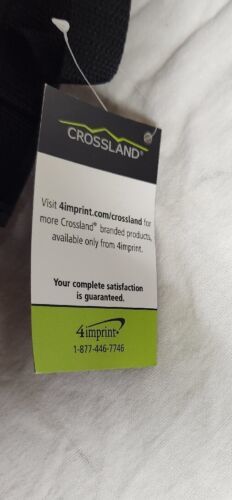 CROSSLAND®
Visit 4imprint.com/crossland for
more Crossland® branded products,
available only from 4imprint.
Your complete satisfaction
is guaranteed.
4imprint®
1-877-446-7746